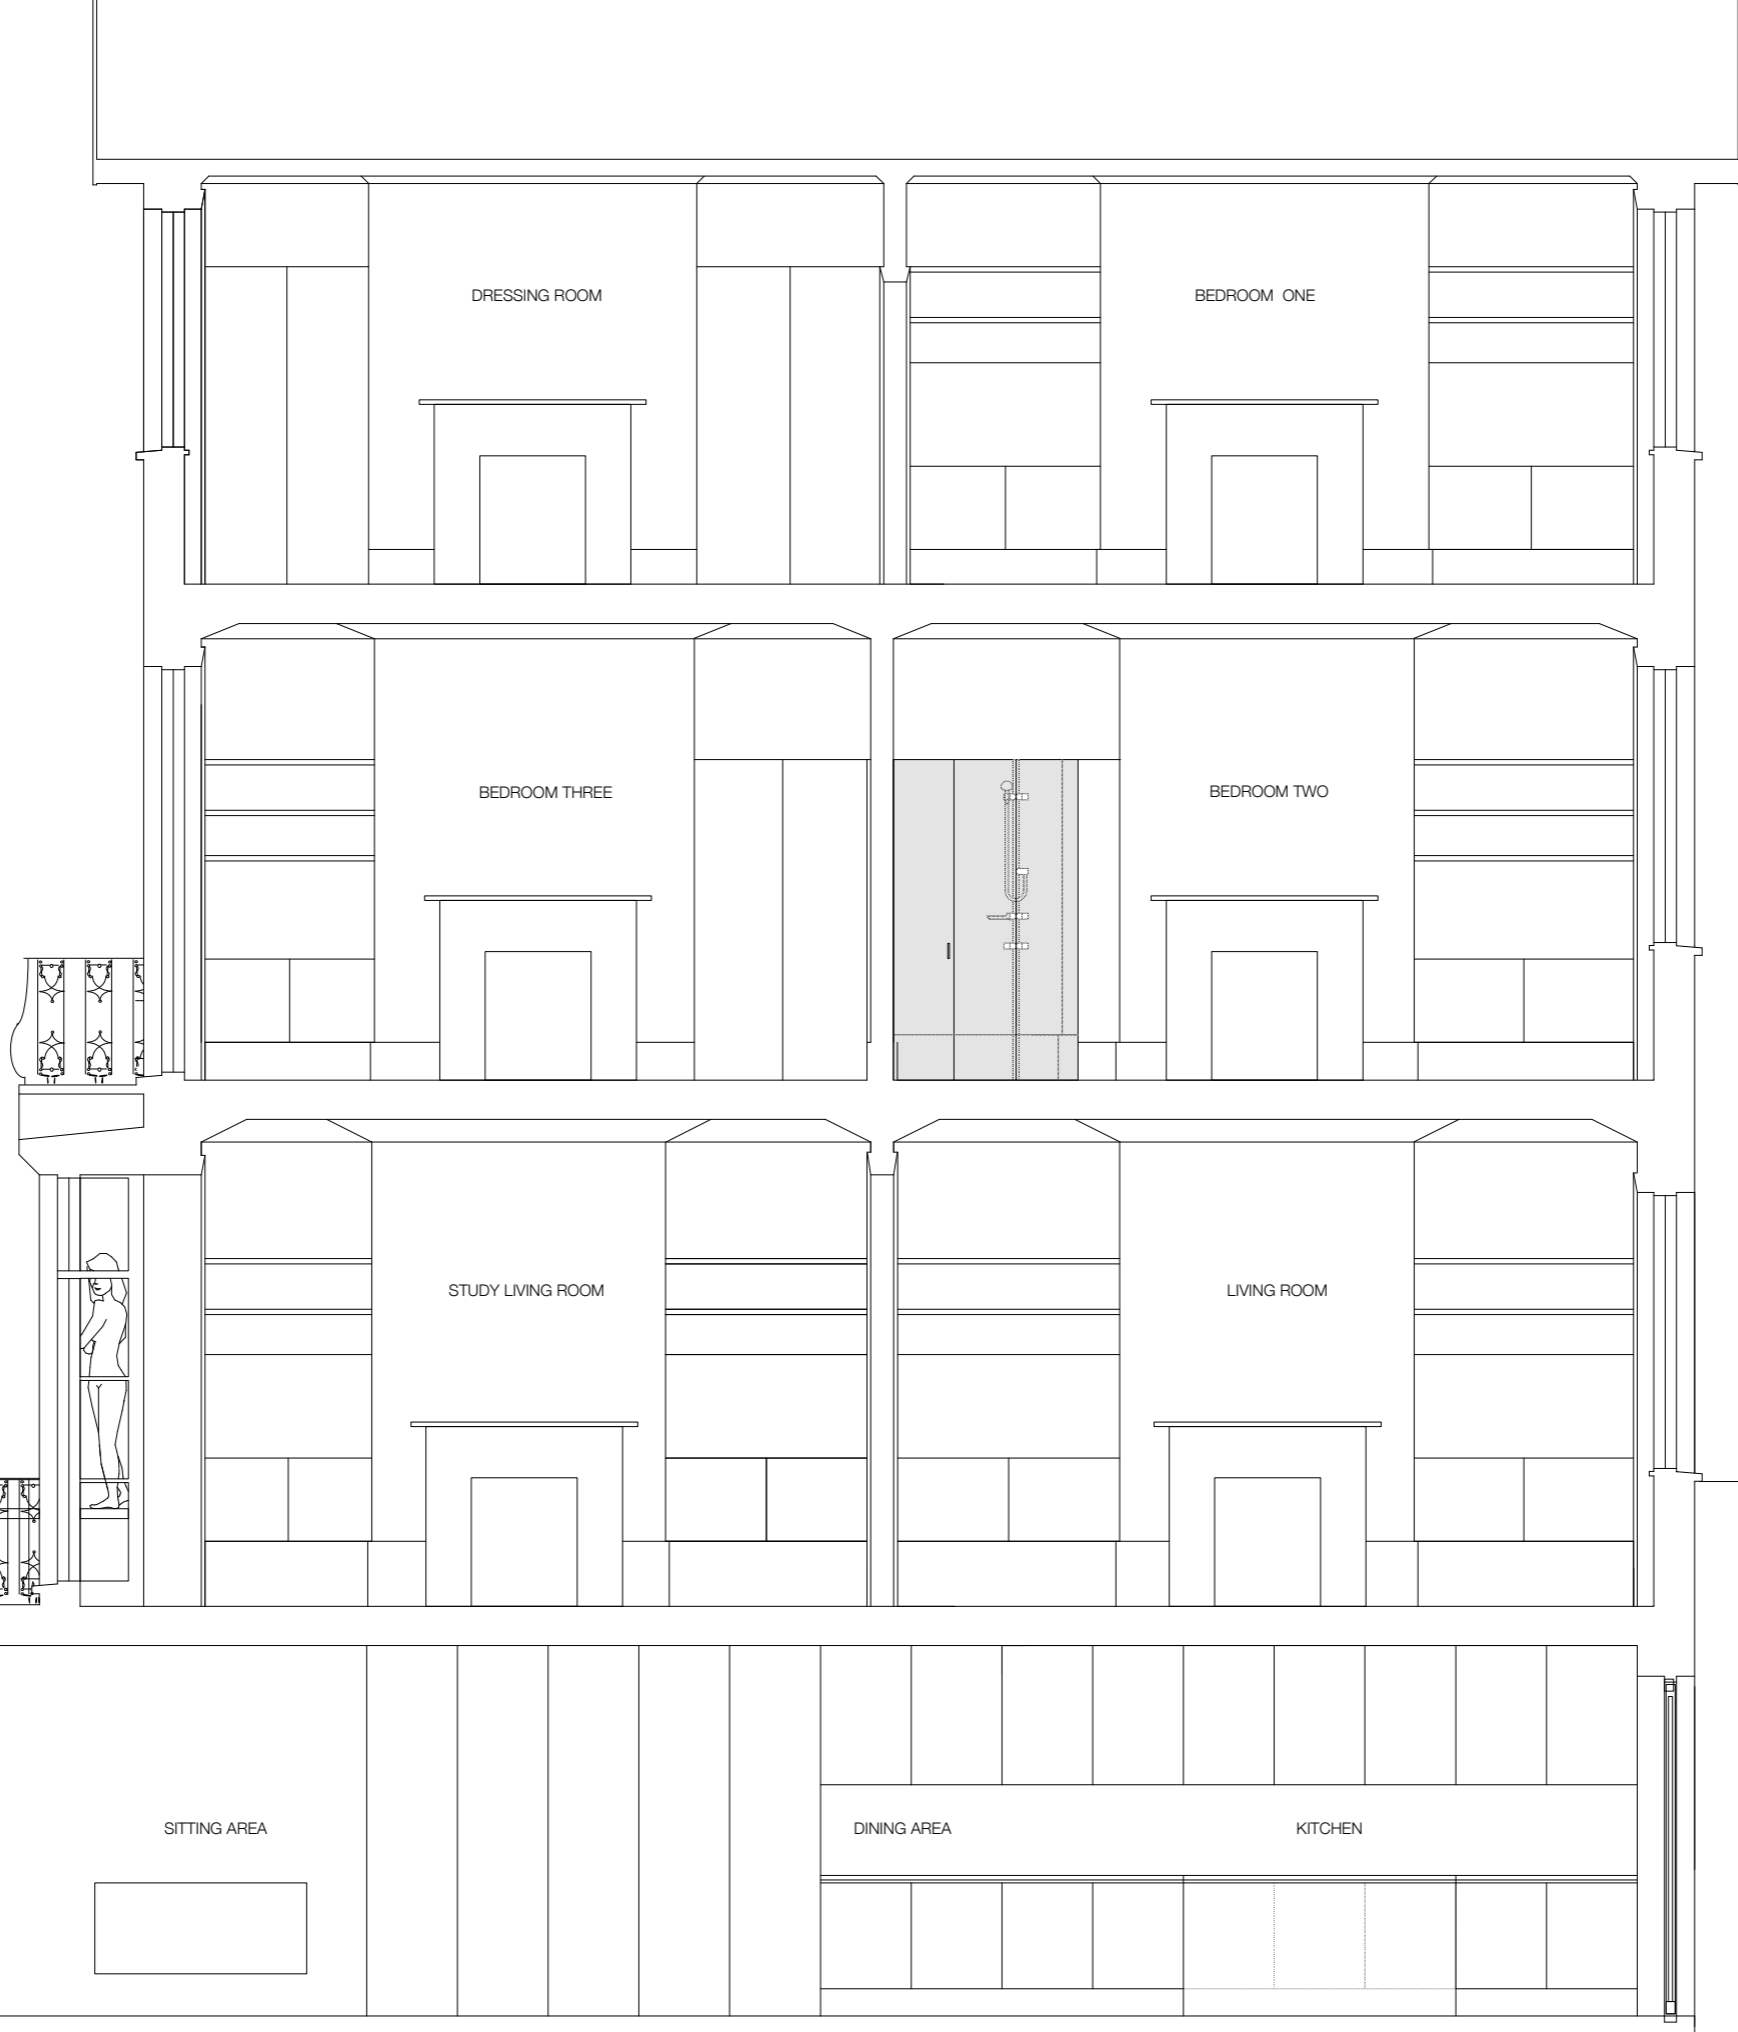 DRESSING ROOM
BEDROOM ONE
BEDROOM THREE
BEDROOM TWO
STUDY LIVING ROOM
LIVING ROOM
SITTING AREA
DINING AREA
KITCHEN